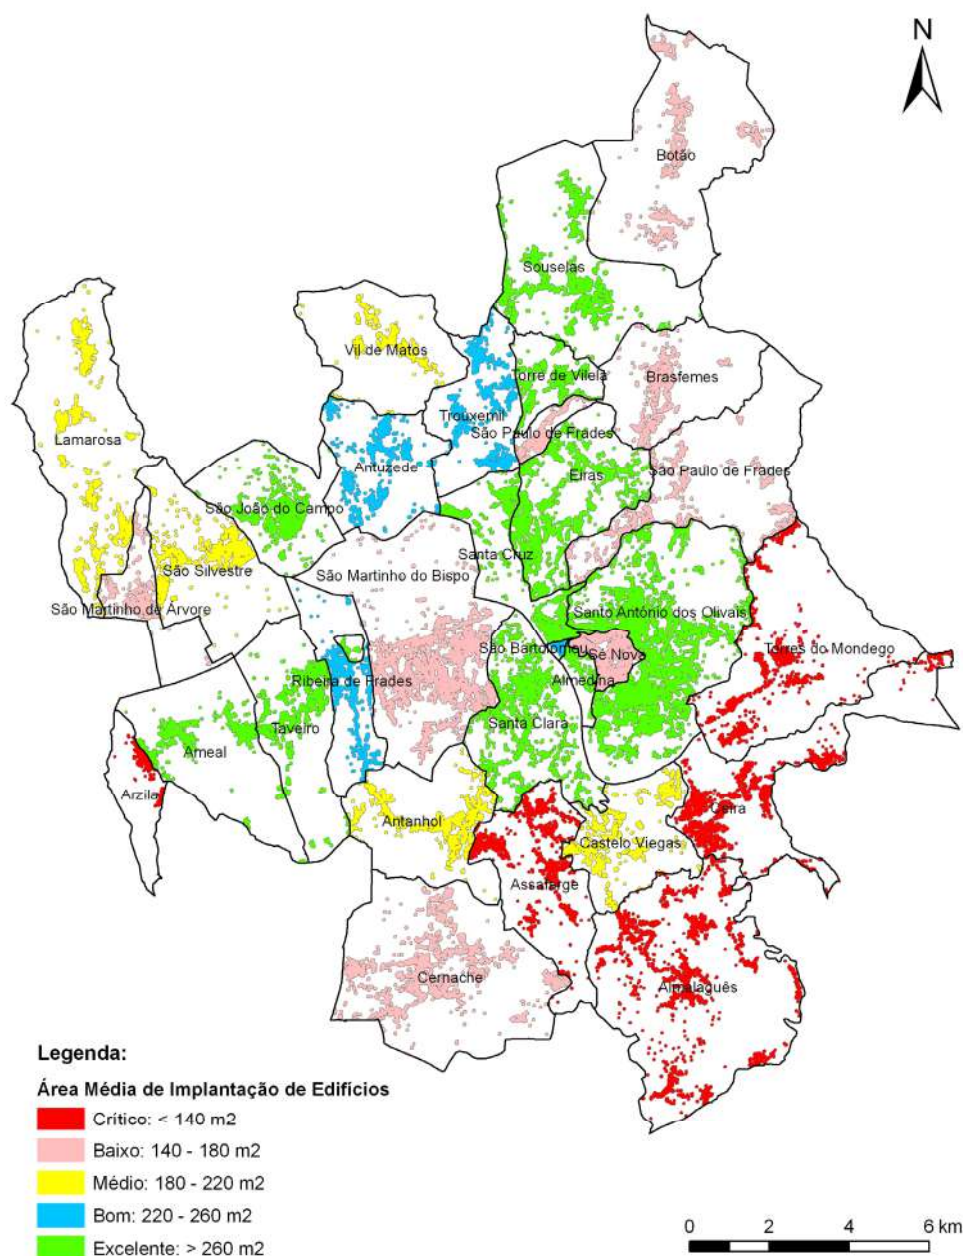 N
Botão
Souselas
Vil de Matos
Torre de Vilela
Brasfemes
Trouxemil
São Paulo de Frades
Lamarosa
Antuzede
Eiras
São Paulo de Frades
São João do Campo
Santa Cruz
São Silvestre
São Martinho do Bispo
São Martinho de Árvore
Santo António dos Olivais
São Bartolomeu
Sé Nova
Torres do Mondego
Ribeira de Frades
Almedina
Taveiro
Santa Clara
Ameal
Arzila
Antanhol
Ceira
Castelo Viegas
Assafarge
Cernache
Almalaguês
Legenda:
Área Média de Implantação de Edifícios
Crítico: < 140 m2
Baixo: 140 - 180 m2
Médio: 180 - 220 m2
Bom: 220 - 260 m2
Excelente: > 260 m2
0 2 4 6 km